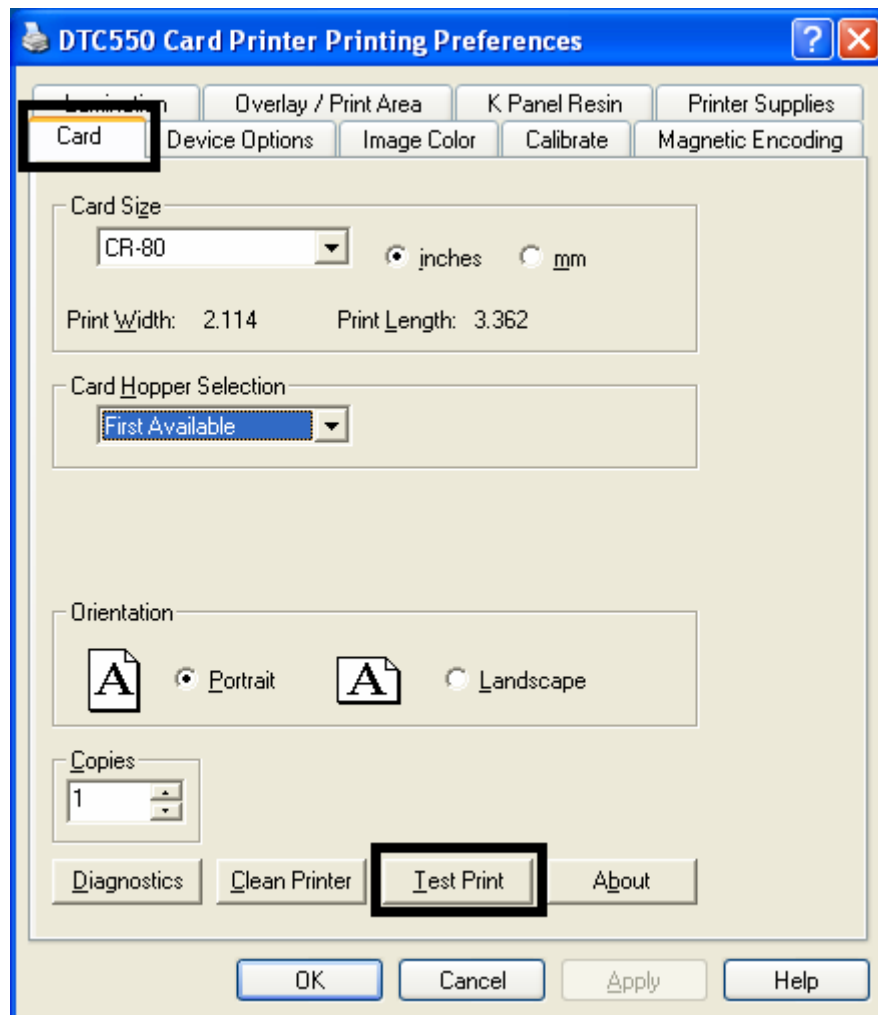 DTC550 Card Printer Printing Preferences
Overlay / Print Area K Panel Resin Printer Supplies
Card Device Options Image Color Calibrate Magnetic Encoding
Card Size
CR-80 inches mm
Print Width: 2.114 Print Length: 3.362
Card Hopper Selection
First Available
Orientation
A Portrait A Landscape
Copies
1
Diagnostics Clean Printer Test Print About
OK Cancel Apply Help